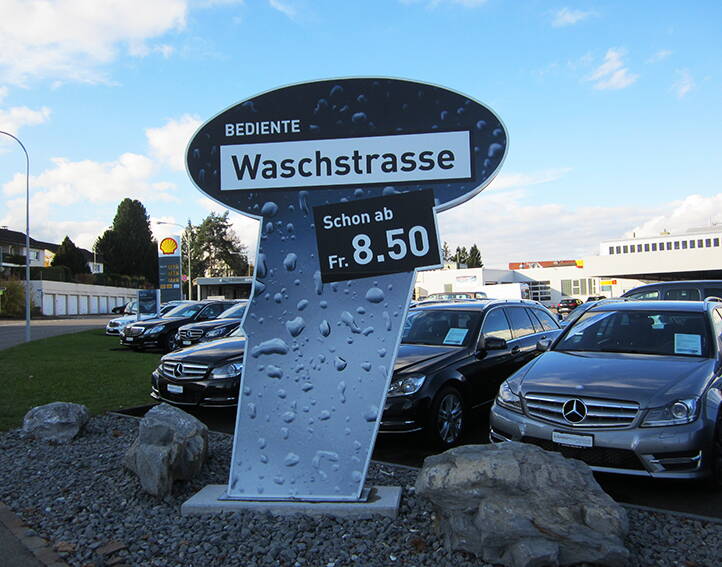 BEDIENTE
Waschstrasse
Schon ab
Fr. 8.50